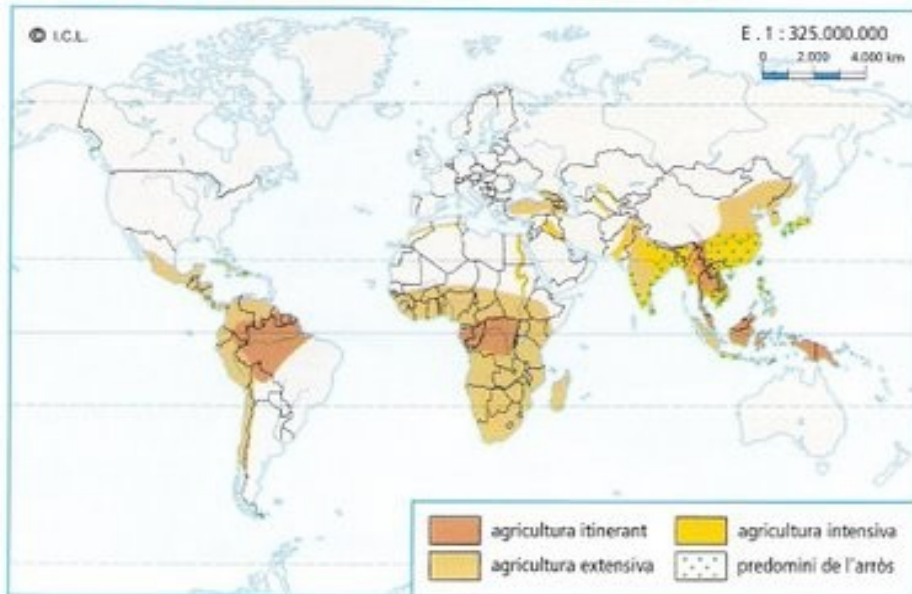 © I.C.L.
E. 1 : 325.000.000
0 2.000 4.000 km
agricultura itinerant
agricultura intensiva
agricultura extensiva
predomini de l'arròs